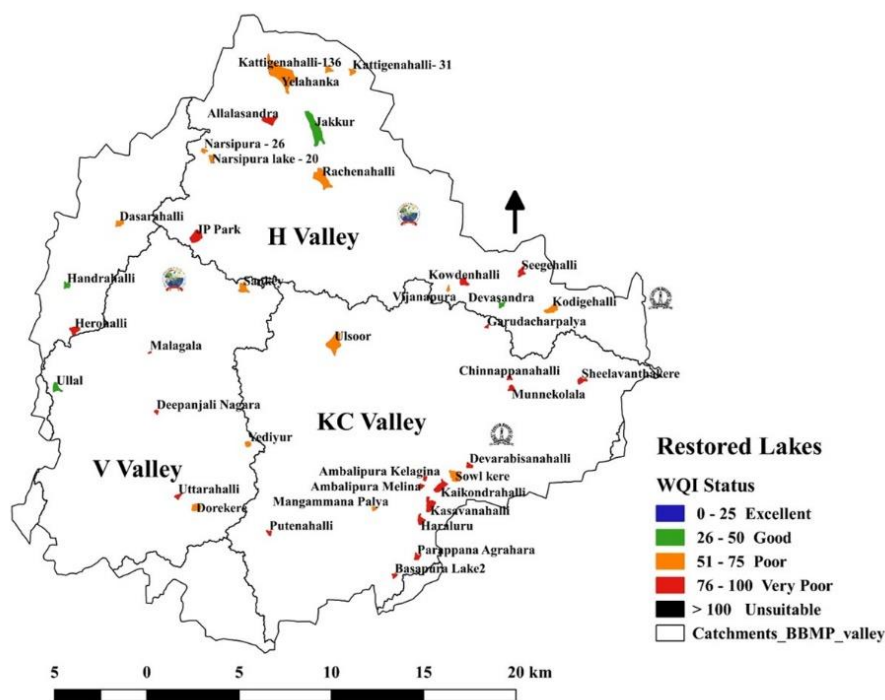 Kattigenahalli-136
Kattigenahalli- 31
Yelahanka
Allalasandra
Jakkur
Narsipura - 26
Narsipura lake - 20
Rachenahalli
Dasarahalli
JP Park
H Valley
Handrahalli
Sankey
Kowdenhalli
Seegehalli
Vijanapura
Devasandra
Kodigehalli
Herohalli
Garudacharpalya
Malagala
Ulsoor
Ullal
Chinnappanahalli
Sheelavanthakere
Munnekolala
Deepanjali Nagara
KC Valley
Yediyur
V Valley
Devarabisanahalli
Ambalipura Kelagina
Sowl kere
Ambalipura Melina
Kaikondrahalli
Uttarahalli
Mangammana Palya
Dorekere
Kasavanahalli
Putenahalli
Haraluru
Parappana Agrahara
Basapura Lake2
Restored Lakes
WQI Status
0 - 25 Excellent
26 - 50 Good
51 - 75 Poor
76 - 100 Very Poor
> 100 Unsuitable
Catchments_BBMP_valley
5 0 5 10 15 20 km